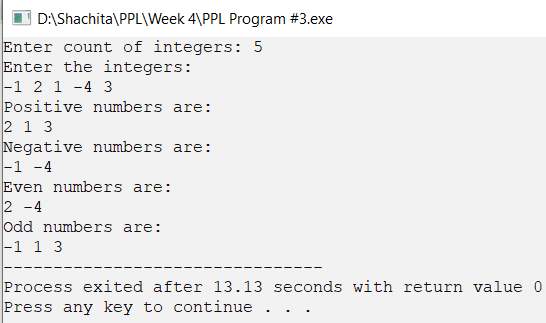 D:\Shachita\PPL\Week 4\PPL Program #3.exe
Enter count of integers: 5
Enter the integers:
-1 2 1 -4 3
Positive numbers are:
2 1 3
Negative numbers are:
-1 -4
Even numbers are:
2 -4
Odd numbers are:
-1 1 3
--------------------------------
Process exited after 13.13 seconds with return value 0
Press any key to continue . . .